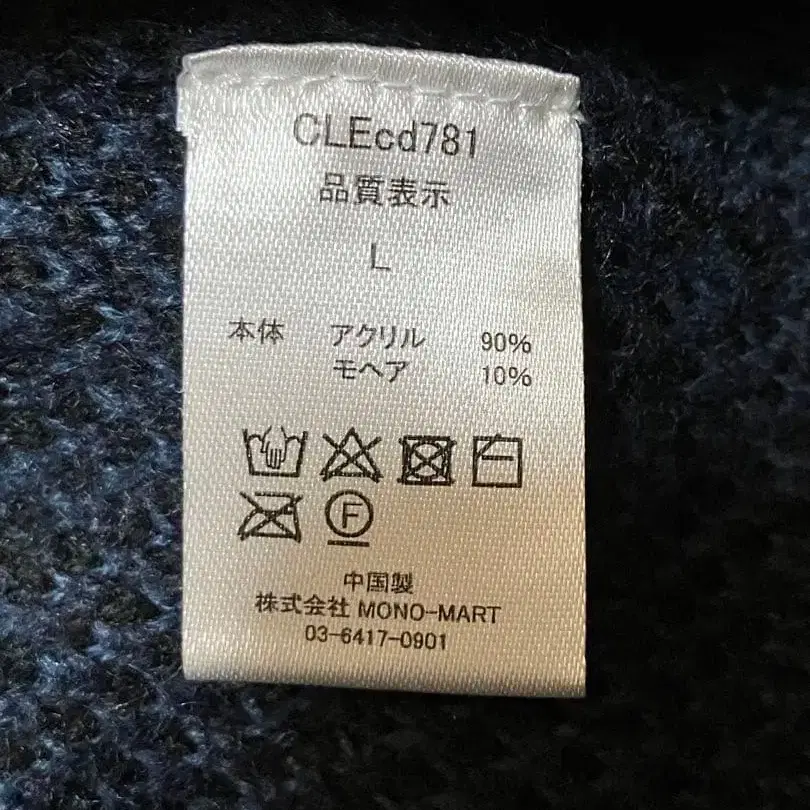 CLEcd781
品質表示
L
本体 アクリル 90%
モヘア 10%
F
中国製
株式会社 MONO-MART
03-6417-0901